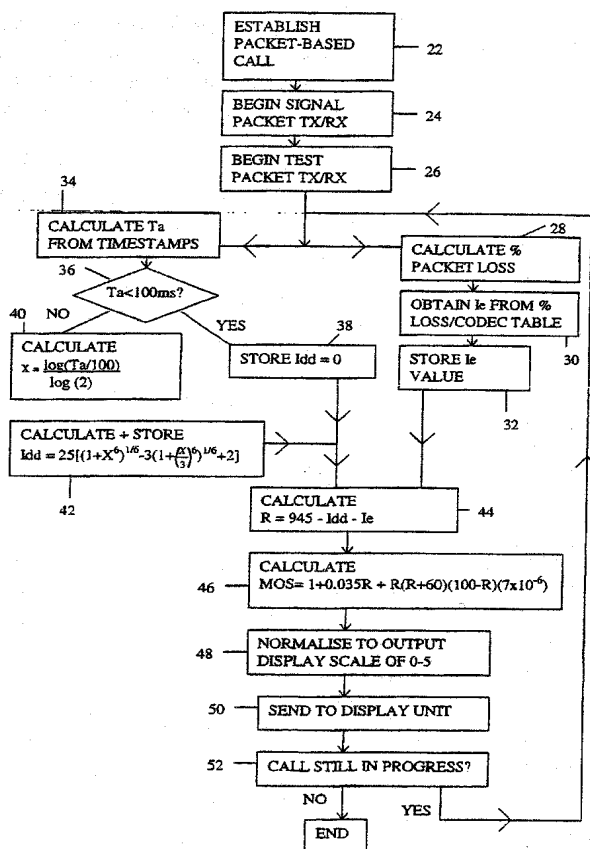 ESTABLISH
PACKET-BASED
CALL
22
BEGIN SIGNAL
PACKET TX/RX
24
BEGIN TEST
PACKET TX/RX
26
34
CALCULATE Ta
FROM TIMESTAMPS
28
CALCULATE %
PACKET LOSS
36
Ta<100ms?
OBTAIN Ie FROM %
LOSS/CODEC TABLE
30
40
NO
YES
CALCULATE
x = log(Ta/100)
log (2)
38
STORE Idd = 0
STORE Ie
VALUE
32
CALCULATE + STORE
Idd = 25[(1+X^6)^1/6-3(1+(x/3)^6)^1/6+2]
42
CALCULATE
R = 945 - Idd - Ie
44
CALCULATE
MOS= 1+0.035R + R(R+60)(100-R)(7x10^-6)
46
NORMALISE TO OUTPUT
DISPLAY SCALE OF 0-5
48
SEND TO DISPLAY UNIT
50
CALL STILL IN PROGRESS?
52
NO
YES
END